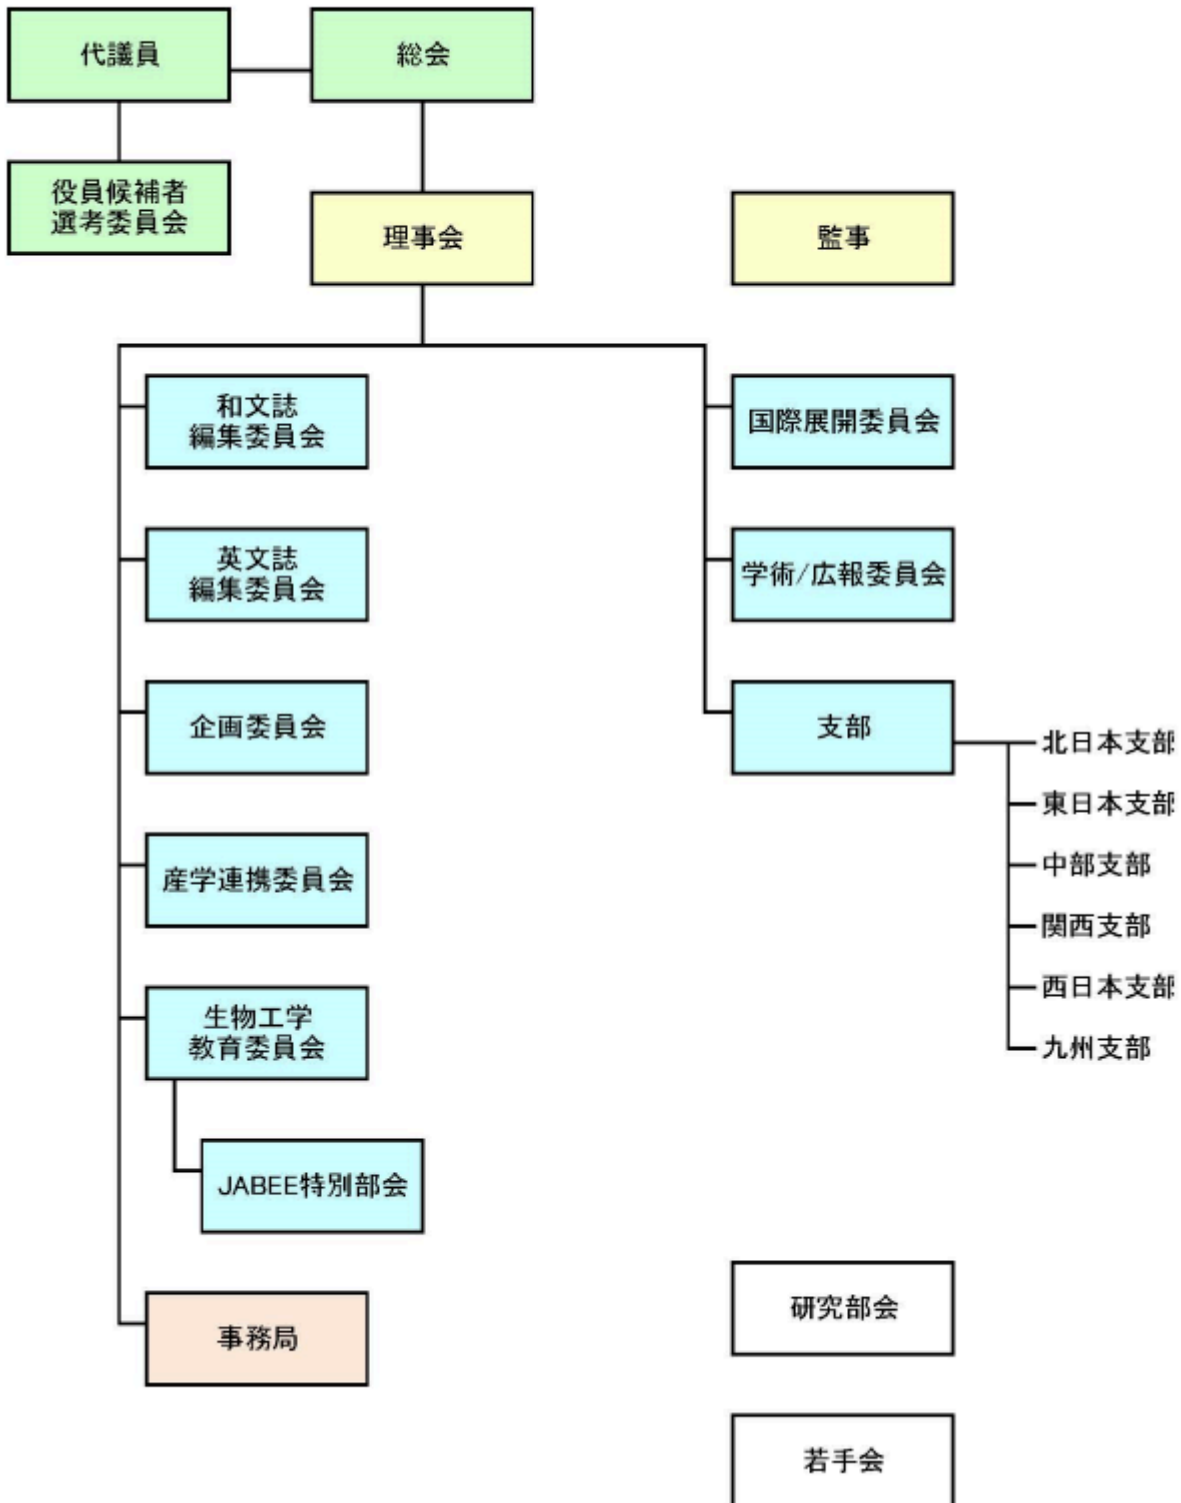 代議員
総会
役員候補者
選考委員会
理事会
監事
和文誌
編集委員会
国際展開委員会
英文誌
編集委員会
学術/広報委員会
企画委員会
支部
北日本支部
東日本支部
中部支部
関西支部
西日本支部
九州支部
産学連携委員会
生物工学
教育委員会
JABEE特別部会
事務局
研究部会
若手会